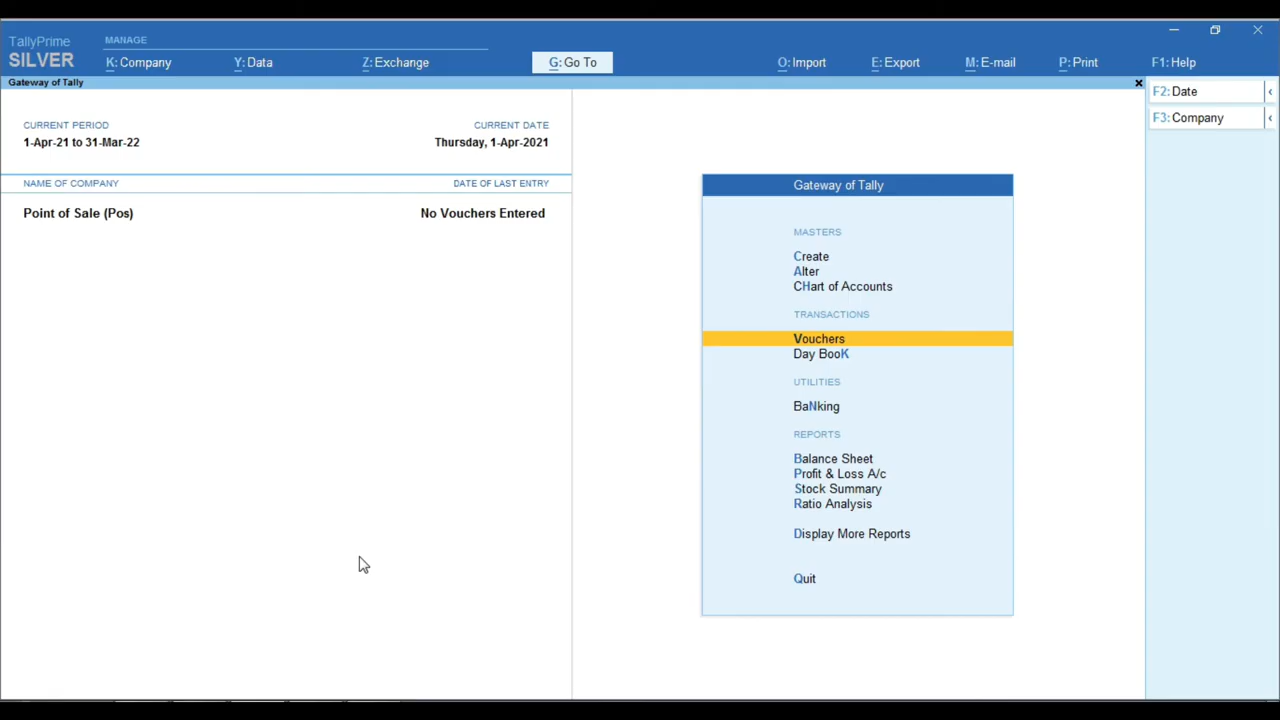 TallyPrime
SILVER
MANAGE
K: Company
Y: Data
Z: Exchange
G: Go To
O: Import
E: Export
M: E-mail
P: Print
F1: Help
Gateway of Tally
F2: Date
F3: Company
CURRENT PERIOD
CURRENT DATE
1-Apr-21 to 31-Mar-22
Thursday, 1-Apr-2021
NAME OF COMPANY
DATE OF LAST ENTRY
Point of Sale (Pos)
No Vouchers Entered
Gateway of Tally
MASTERS
Create
Alter
CHart of Accounts
TRANSACTIONS
Vouchers
Day BooK
UTILITIES
BaNking
REPORTS
Balance Sheet
Profit & Loss A/c
Stock Summary
Ratio Analysis
Display More Reports
Quit